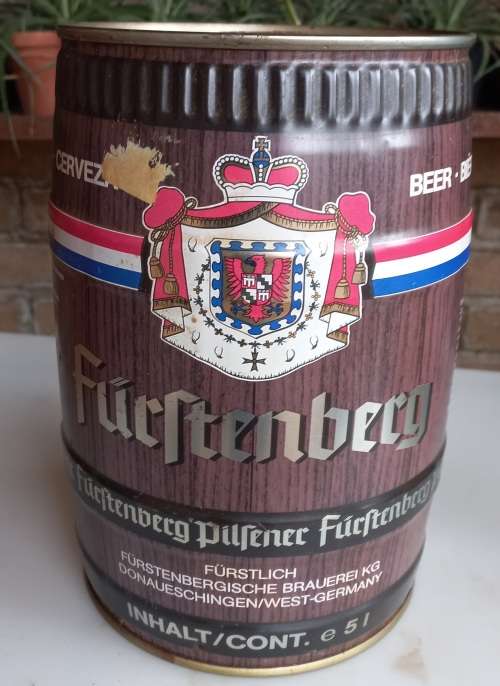 CERVEZA
BEER · BI
Fürstenberg
Fürstenberg Pilsener Fürstenberg
FÜRSTLICH
FÜRSTENBERGISCHE BRAUEREI KG
DONAUESCHINGEN/WEST-GERMANY
INHALT/CONT. e 5 l